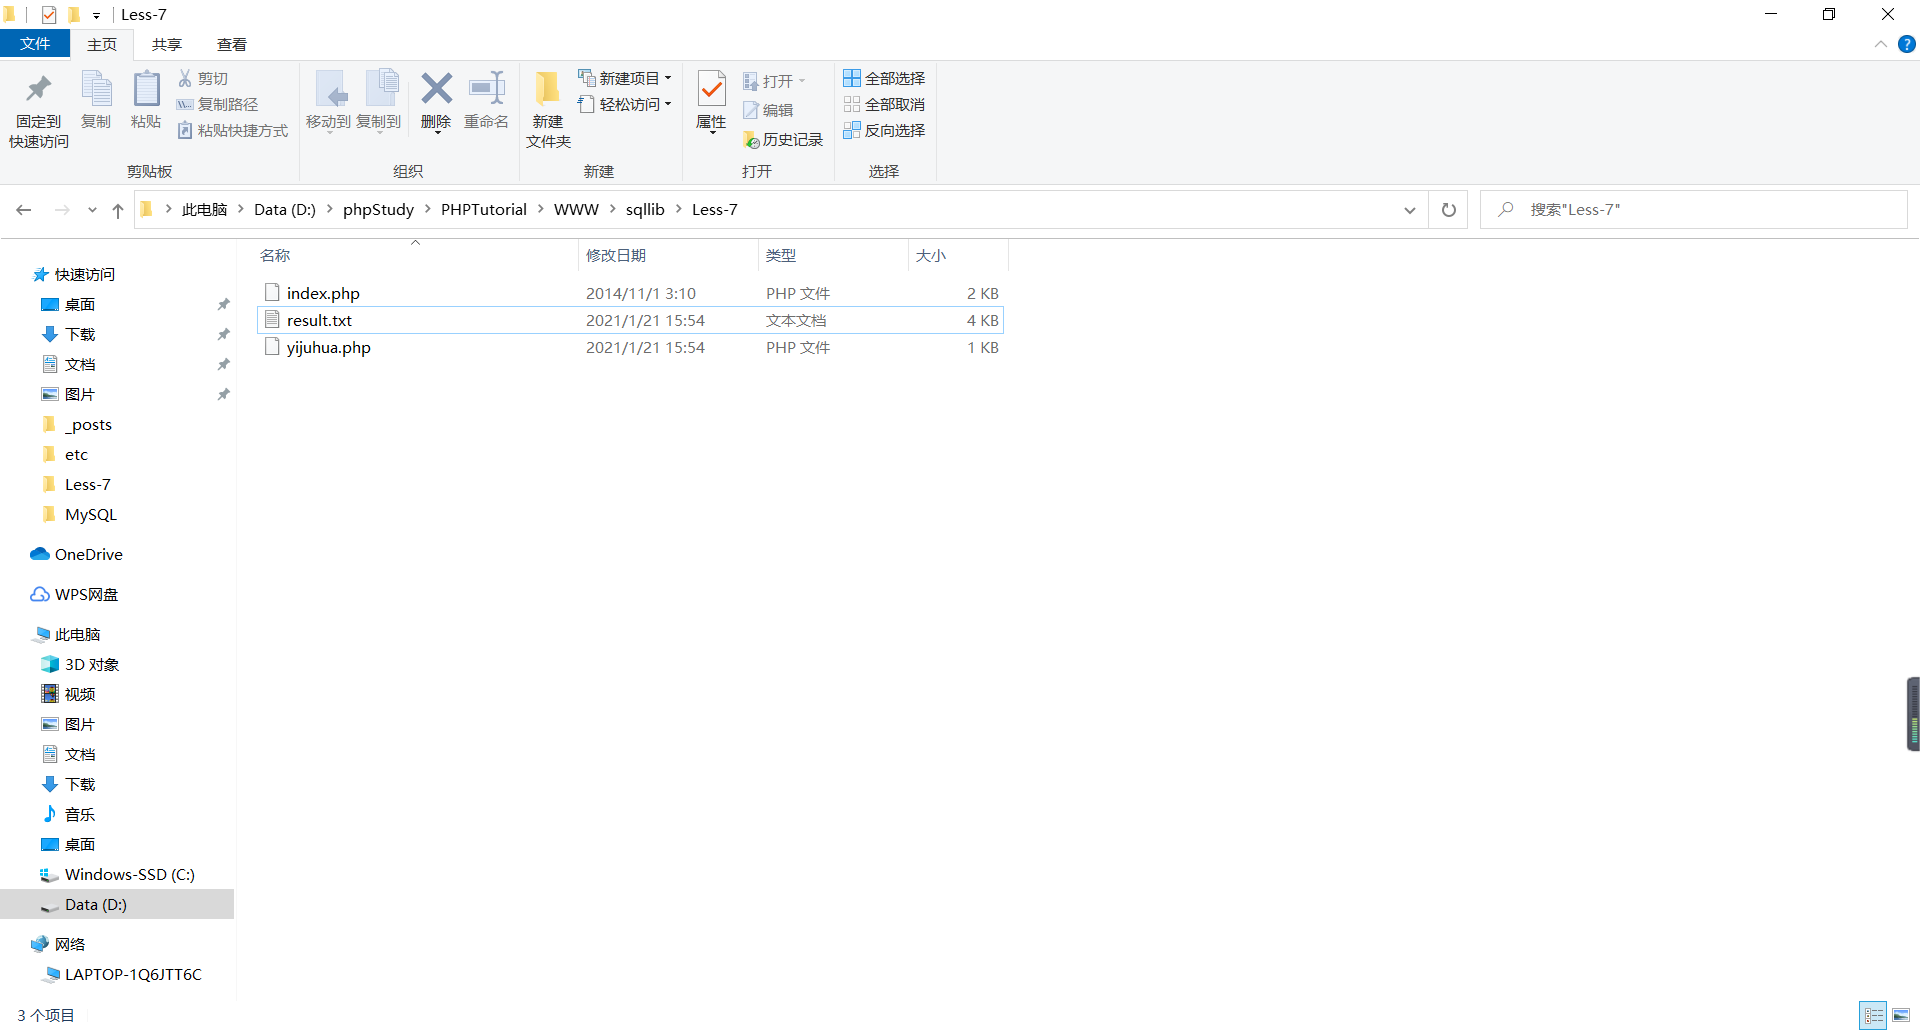 Less-7
文件 主页 共享 查看
固定到
快速访问
复制
粘贴
剪切
复制路径
粘贴快捷方式
剪贴板
移动到 复制到 删除 重命名
组织
新建
文件夹
新建项目
轻松访问
新建
属性
打开
编辑
历史记录
打开
全部选择
全部取消
反向选择
选择
此电脑 > Data (D:) > phpStudy > PHPTutorial > WWW > sqllib > Less-7
搜索"Less-7"
名称 修改日期 类型 大小
index.php 2014/11/1 3:10 PHP 文件 2 KB
result.txt 2021/1/21 15:54 文本文档 4 KB
yijuhua.php 2021/1/21 15:54 PHP 文件 1 KB
快速访问
桌面
下载
文档
图片
_posts
etc
Less-7
MySQL
OneDrive
WPS网盘
此电脑
3D 对象
视频
图片
文档
下载
音乐
桌面
Windows-SSD (C:)
Data (D:)
网络
LAPTOP-1Q6JTT6C
3 个项目